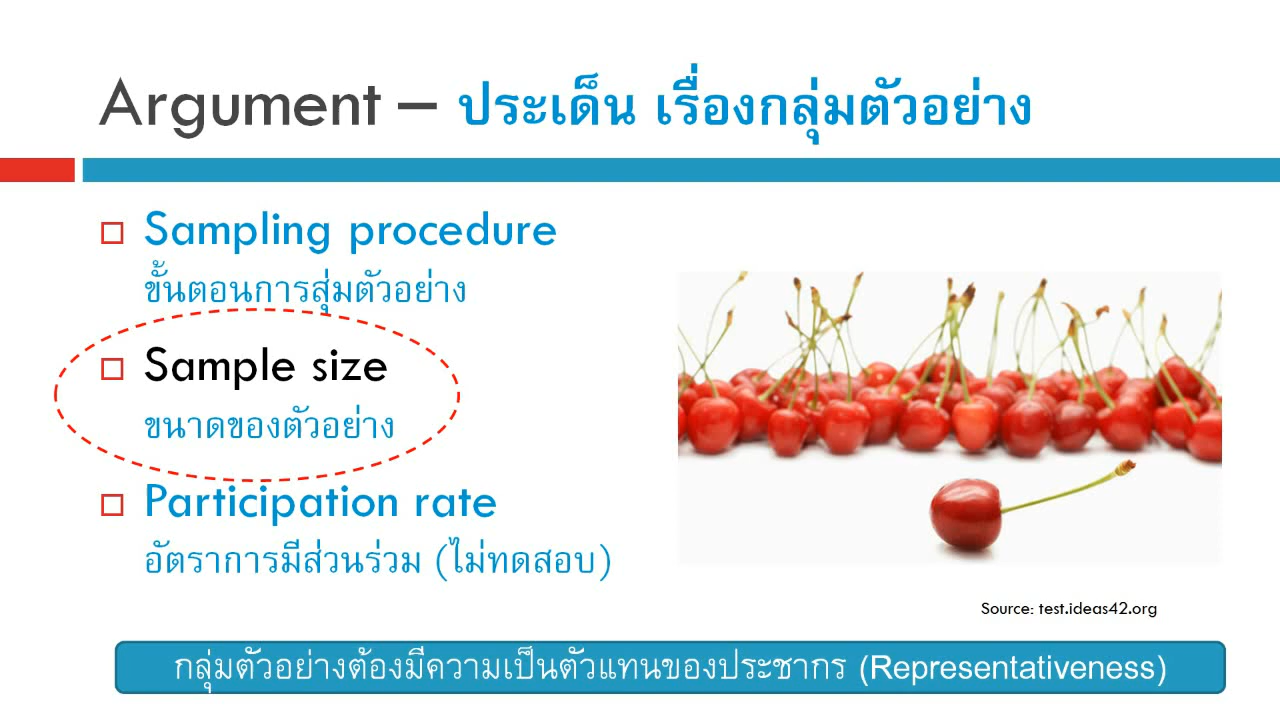 Argument – ประเด็น เรื่องกลุ่มตัวอย่าง
Sampling procedure
ขั้นตอนการสุ่มตัวอย่าง
Sample size
ขนาดของตัวอย่าง
Participation rate
อัตราการมีส่วนร่วม (ไม่ทดสอบ)
Source: test.ideas42.org
กลุ่มตัวอย่างต้องมีความเป็นตัวแทนของประชากร (Representativeness)